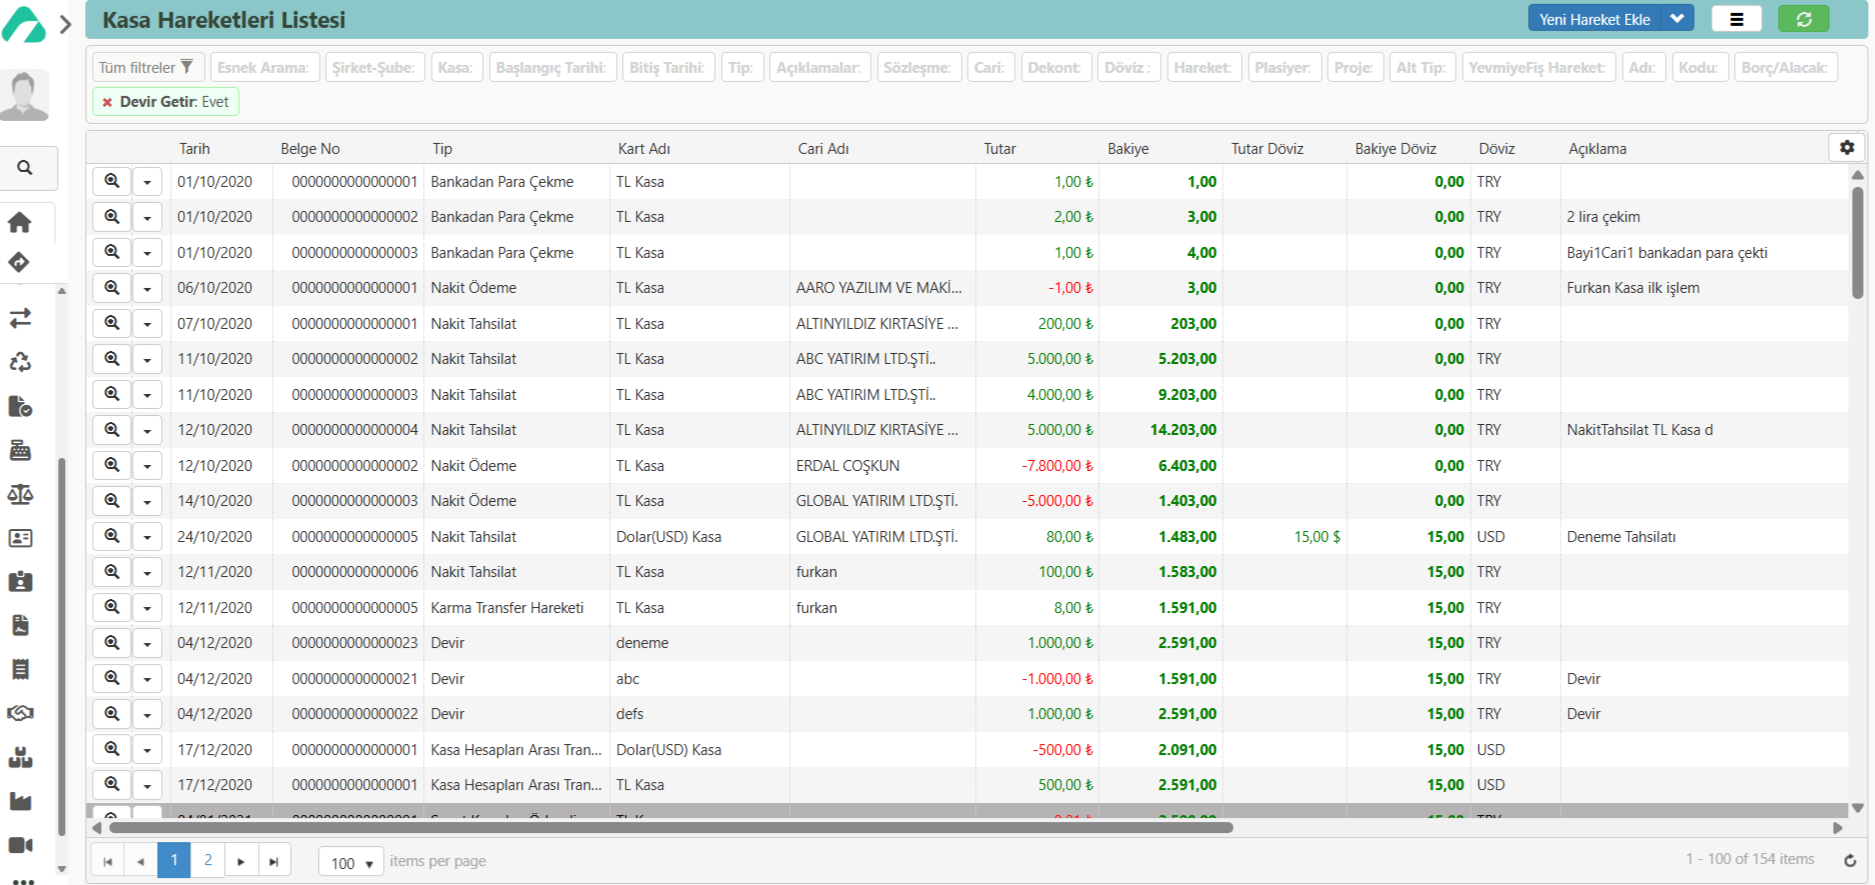 Kasa Hareketleri Listesi
Yeni Hareket Ekle
Tüm filtreler Esnek Arama: Şirket-Şube: Kasa: Başlangıç Tarihi: Bitiş Tarihi: Tip: Açıklamalar: Sözleşme: Cari: Dekont: Döviz : Hareket: Plasiyer: Proje: Alt Tip: YevmiyeFiş Hareket: Adı: Kodu: Borç/Alacak:
× Devir Getir: Evet
Tarih Belge No Tip Kart Adı Cari Adı Tutar Bakiye Tutar Döviz Bakiye Döviz Döviz Açıklama
01/10/2020 0000000000000001 Bankadan Para Çekme TL Kasa 1,00 ₺ 1,00 0,00 TRY
01/10/2020 0000000000000002 Bankadan Para Çekme TL Kasa 2,00 ₺ 3,00 0,00 TRY 2 lira çekim
01/10/2020 0000000000000003 Bankadan Para Çekme TL Kasa 1,00 ₺ 4,00 0,00 TRY Bayi1Cari1 bankadan para çekti
06/10/2020 0000000000000001 Nakit Ödeme TL Kasa AARO YAZILIM VE MAKİ... -1,00 ₺ 3,00 0,00 TRY Furkan Kasa ilk işlem
07/10/2020 0000000000000001 Nakit Tahsilat TL Kasa ALTINYILDIZ KIRTASİYE ... 200,00 ₺ 203,00 0,00 TRY
11/10/2020 0000000000000002 Nakit Tahsilat TL Kasa ABC YATIRIM LTD.ŞTİ.. 5.000,00 ₺ 5.203,00 0,00 TRY
11/10/2020 0000000000000003 Nakit Tahsilat TL Kasa ABC YATIRIM LTD.ŞTİ.. 4.000,00 ₺ 9.203,00 0,00 TRY
12/10/2020 0000000000000004 Nakit Tahsilat TL Kasa ALTINYILDIZ KIRTASİYE ... 5.000,00 ₺ 14.203,00 0,00 TRY NakitTahsilat TL Kasa d
12/10/2020 0000000000000002 Nakit Ödeme TL Kasa ERDAL COŞKUN -7.800,00 ₺ 6.403,00 0,00 TRY
14/10/2020 0000000000000003 Nakit Ödeme TL Kasa GLOBAL YATIRIM LTD.ŞTİ. -5.000,00 ₺ 1.403,00 0,00 TRY
24/10/2020 0000000000000005 Nakit Tahsilat Dolar(USD) Kasa GLOBAL YATIRIM LTD.ŞTİ. 80,00 ₺ 1.483,00 15,00 $ 15,00 USD Deneme Tahsilatı
12/11/2020 0000000000000006 Nakit Tahsilat TL Kasa furkan 100,00 ₺ 1.583,00 15,00 TRY
12/11/2020 0000000000000005 Karma Transfer Hareketi TL Kasa furkan 8,00 ₺ 1.591,00 15,00 TRY
04/12/2020 0000000000000023 Devir deneme 1.000,00 ₺ 2.591,00 15,00 TRY
04/12/2020 0000000000000021 Devir abc -1.000,00 ₺ 1.591,00 15,00 TRY Devir
04/12/2020 0000000000000022 Devir defs 1.000,00 ₺ 2.591,00 15,00 TRY Devir
17/12/2020 0000000000000001 Kasa Hesapları Arası Tran... Dolar(USD) Kasa -500,00 ₺ 2.091,00 15,00 USD
17/12/2020 0000000000000001 Kasa Hesapları Arası Tran... TL Kasa 500,00 ₺ 2.591,00 15,00 USD
1 2 100 items per page 1 - 100 of 154 items